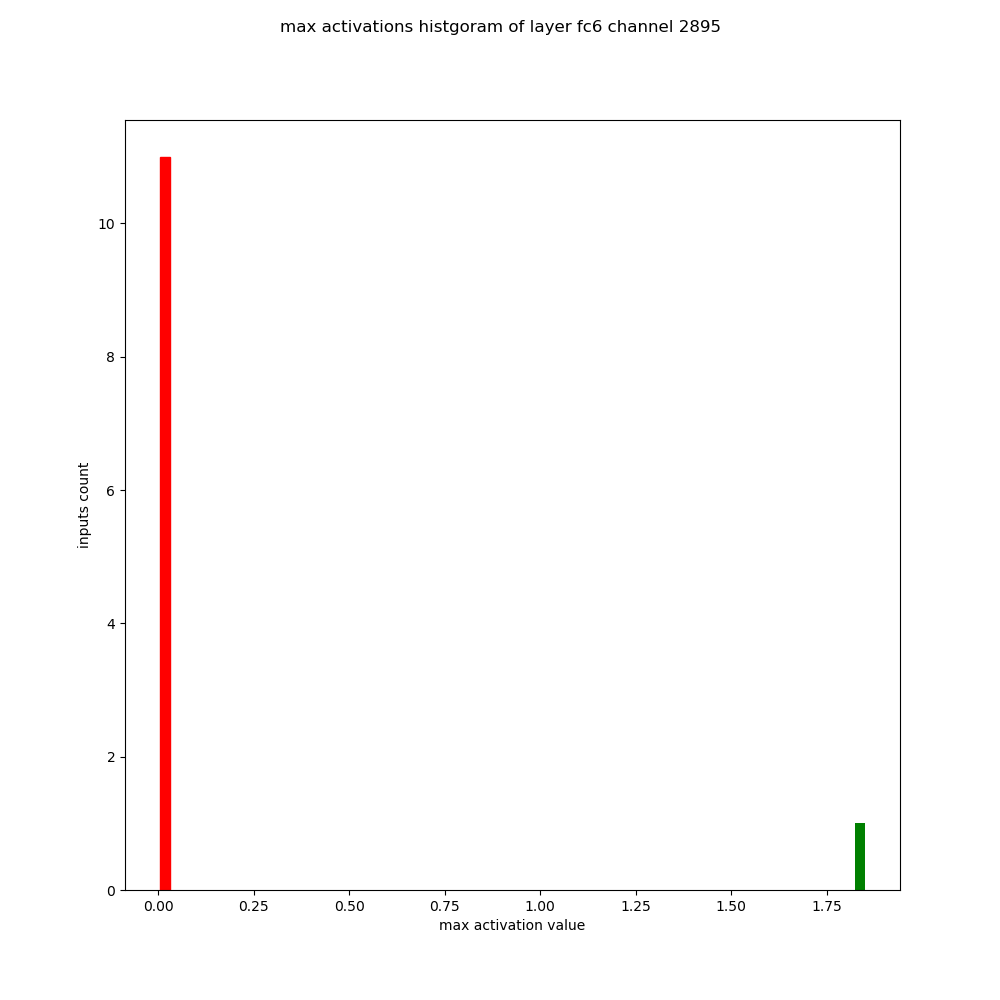 max activations histgoram of layer fc6 channel 2895
10
8
6
4
2
0
inputs count
0.00 0.25 0.50 0.75 1.00 1.25 1.50 1.75
max activation value